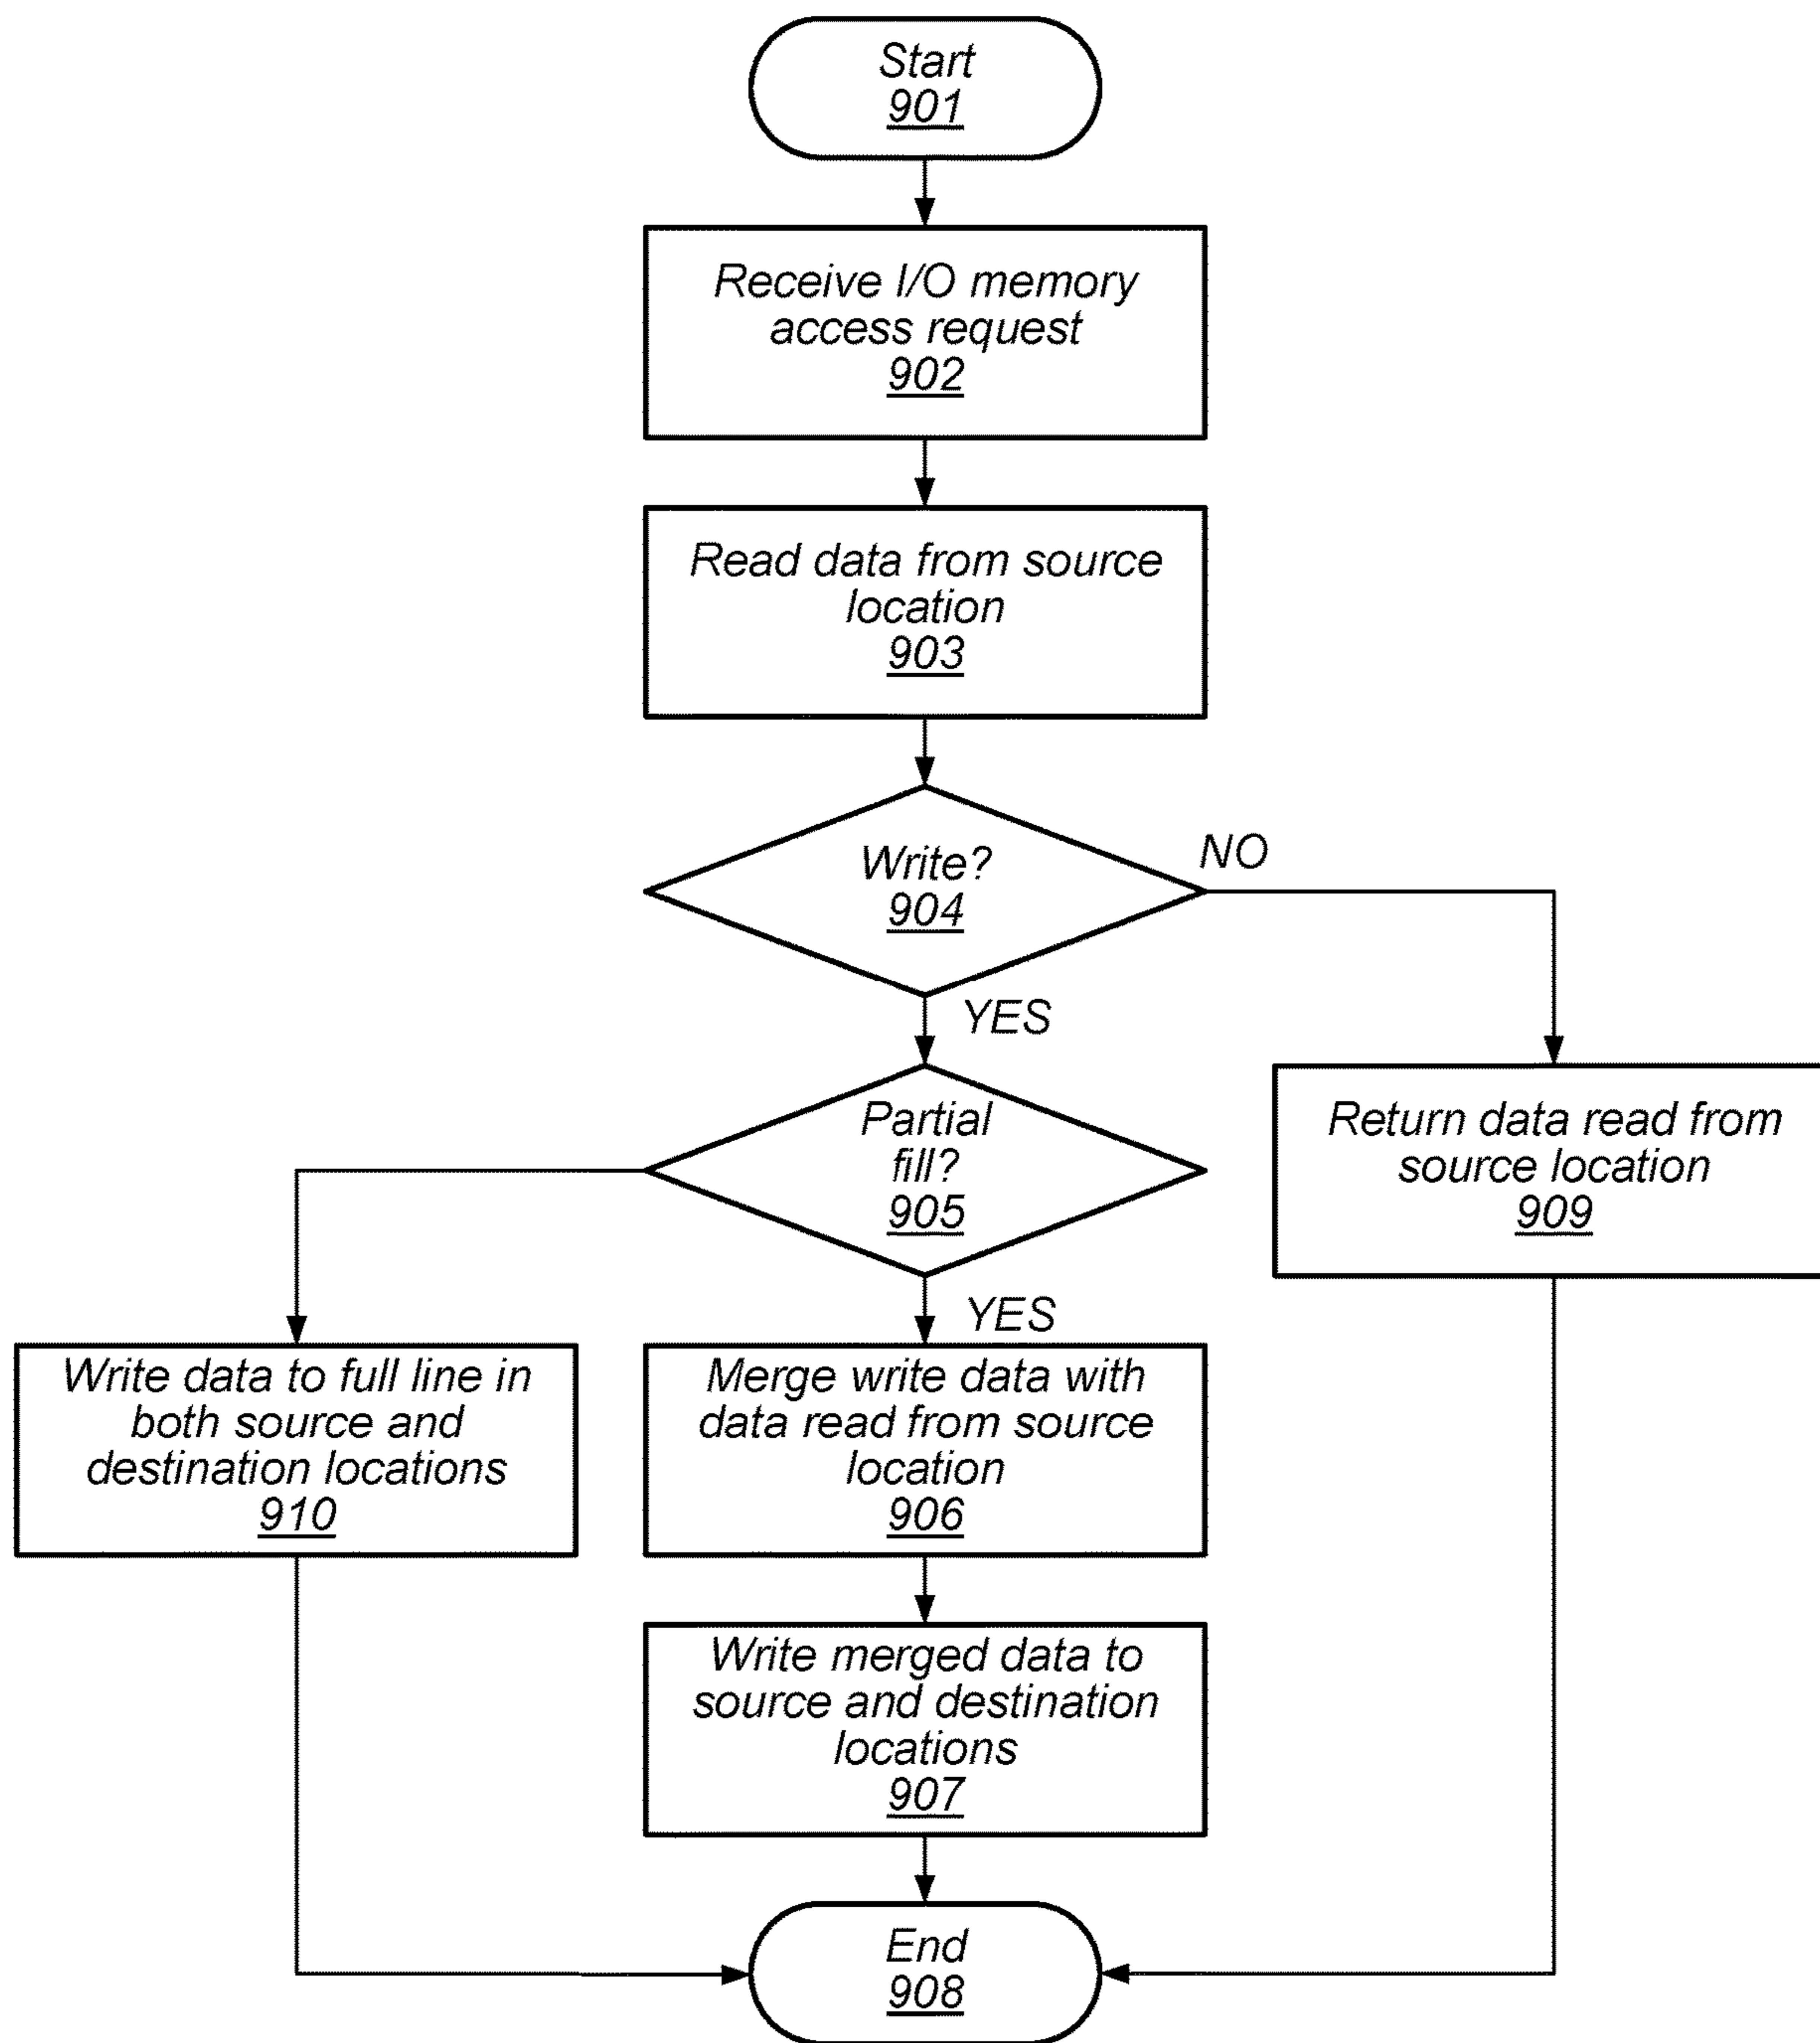 Start
901
Receive I/O memory
access request
902
Read data from source
location
903
Write?
904
NO
YES
Partial
fill?
905
Return data read from
source location
909
YES
Write data to full line in
both source and
destination locations
910
Merge write data with
data read from source
location
906
Write merged data to
source and destination
locations
907
End
908